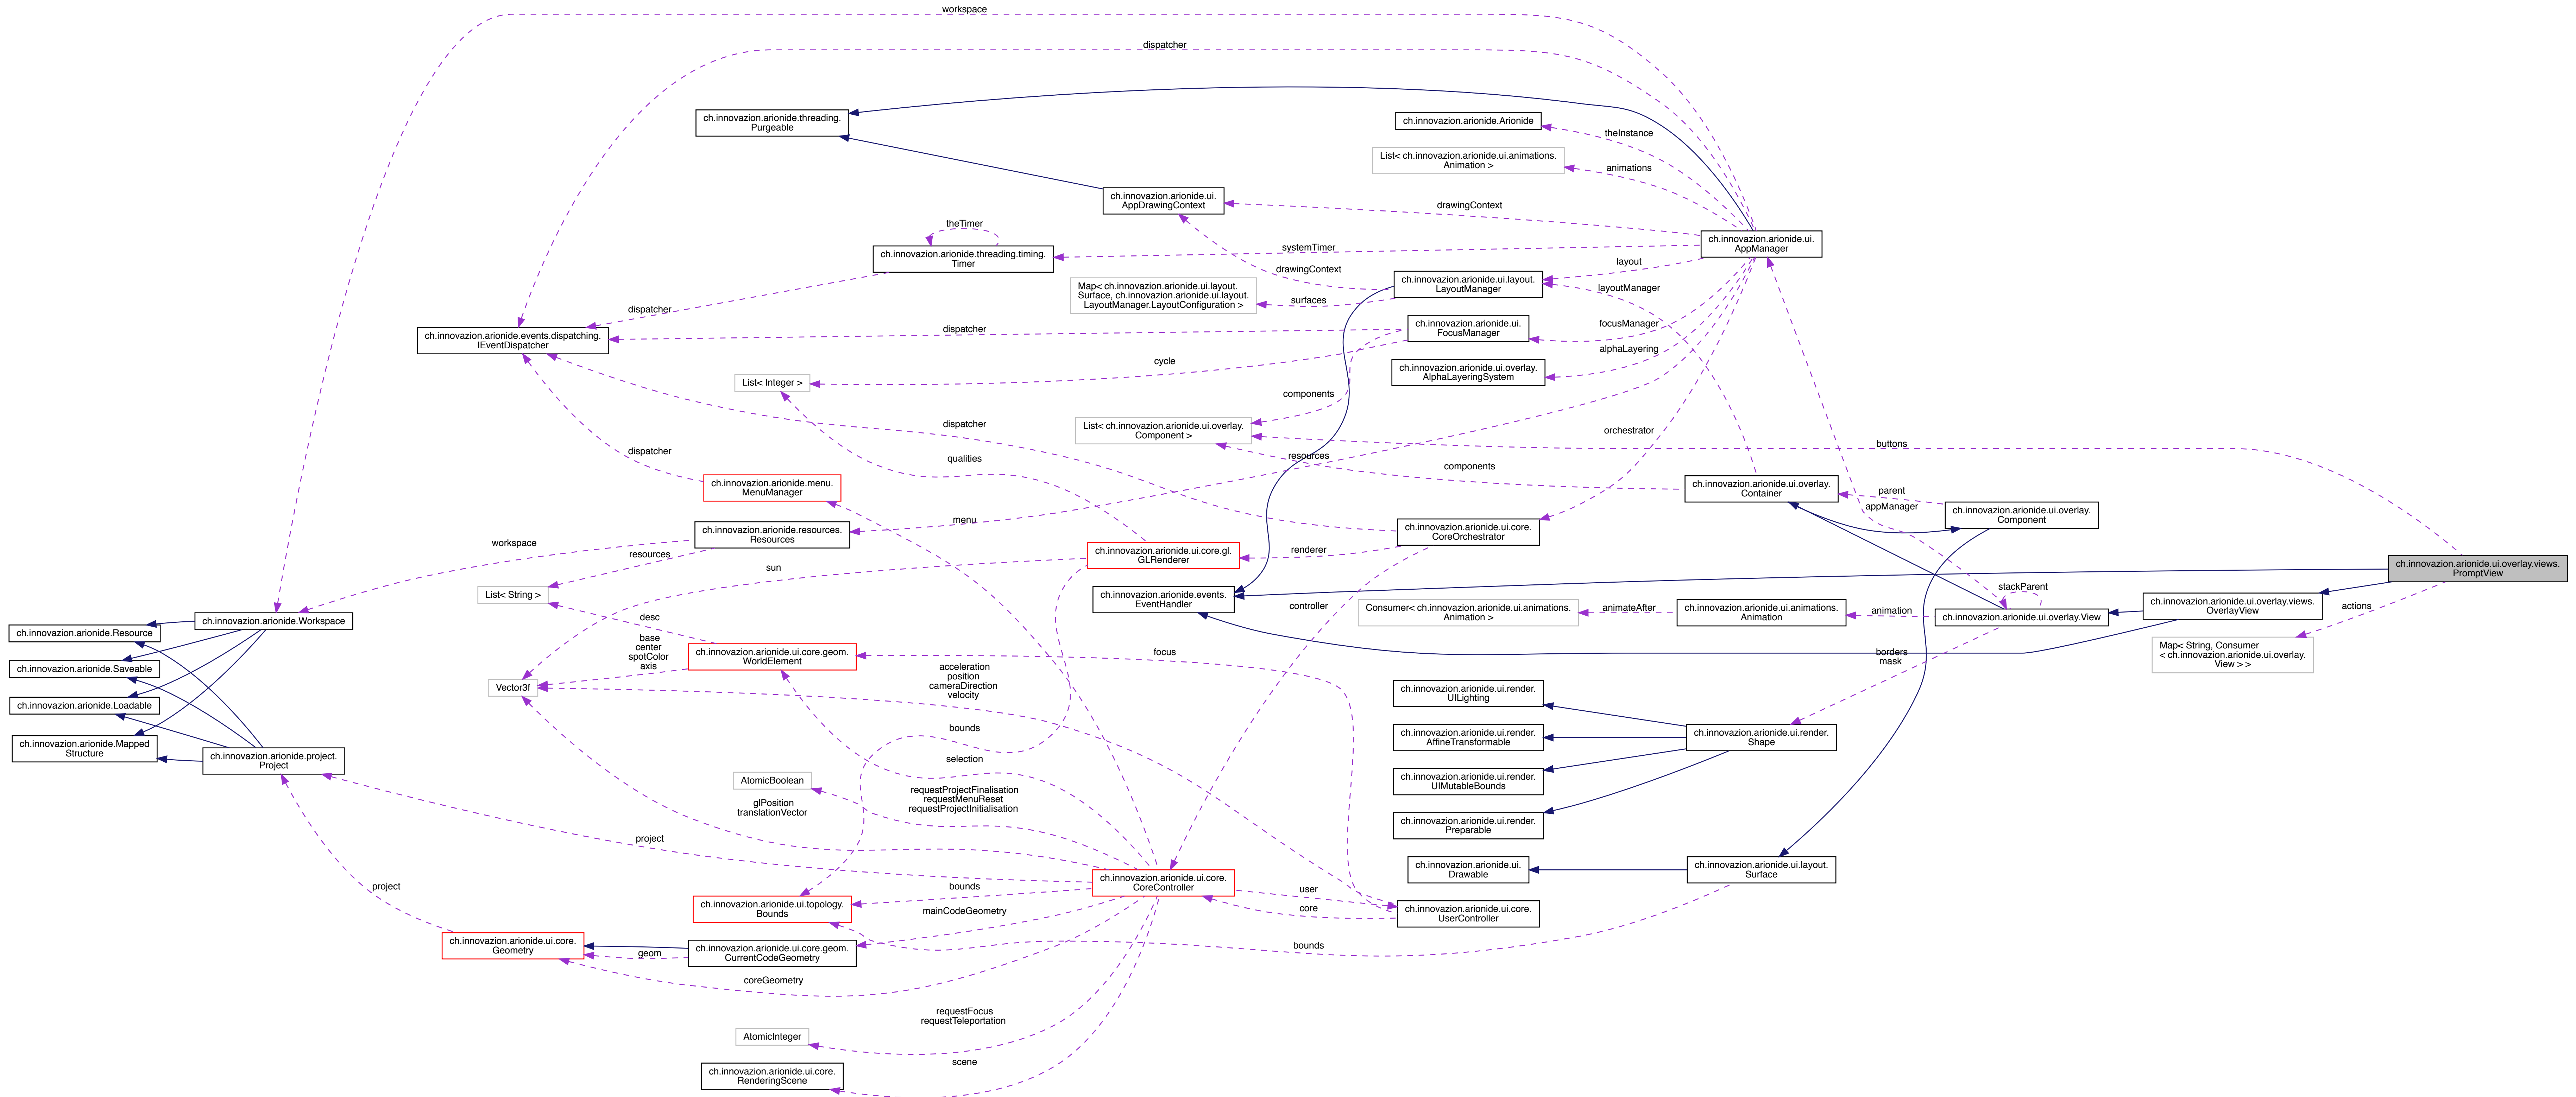 workspace
dispatcher
ch.innovazion.arionide.threading.
Purgeable
ch.innovazion.arionide.Arionide
theInstance
List< ch.innovazion.arionide.ui.animations.
Animation >
animations
ch.innovazion.arionide.ui.
AppDrawingContext
drawingContext
theTimer
ch.innovazion.arionide.threading.timing.
Timer
systemTimer
ch.innovazion.arionide.ui.
AppManager
drawingContext
layout
ch.innovazion.arionide.ui.layout.
LayoutManager
layoutManager
Map< ch.innovazion.arionide.ui.layout.
Surface, ch.innovazion.arionide.ui.layout.
LayoutManager.LayoutConfiguration >
surfaces
dispatcher
ch.innovazion.arionide.events.dispatching.
IEventDispatcher
dispatcher
ch.innovazion.arionide.ui.
FocusManager
focusManager
alphaLayering
cycle
ch.innovazion.arionide.ui.overlay.
AlphaLayeringSystem
List< Integer >
components
List< ch.innovazion.arionide.ui.overlay.
Component >
dispatcher
orchestrator
buttons
dispatcher
qualities
resources
components
ch.innovazion.arionide.menu.
MenuManager
ch.innovazion.arionide.ui.overlay.
Container
parent
appManager
ch.innovazion.arionide.ui.overlay.
Component
menu
ch.innovazion.arionide.resources.
Resources
ch.innovazion.arionide.ui.core.
CoreOrchestrator
workspace
resources
ch.innovazion.arionide.ui.core.gl.
GLRenderer
renderer
sun
ch.innovazion.arionide.ui.overlay.views.
PromptView
List< String >
ch.innovazion.arionide.events.
EventHandler
stackParent
controller
Consumer< ch.innovazion.arionide.ui.animations.
Animation >
animateAfter
ch.innovazion.arionide.ui.animations.
Animation
animation
ch.innovazion.arionide.ui.overlay.View
ch.innovazion.arionide.ui.overlay.views.
OverlayView
actions
ch.innovazion.arionide.Workspace
ch.innovazion.arionide.Resource
desc
base
center
spotColor
axis
ch.innovazion.arionide.ui.core.geom.
WorldElement
focus
borders
mask
Map< String, Consumer
< ch.innovazion.arionide.ui.overlay.
View > >
ch.innovazion.arionide.Saveable
acceleration
position
cameraDirection
velocity
Vector3f
ch.innovazion.arionide.ui.render.
UILighting
ch.innovazion.arionide.Loadable
bounds
ch.innovazion.arionide.ui.render.
AffineTransformable
ch.innovazion.arionide.ui.render.
Shape
ch.innovazion.arionide.Mapped
Structure
ch.innovazion.arionide.project.
Project
selection
AtomicBoolean
ch.innovazion.arionide.ui.render.
UIMutableBounds
requestProjectFinalisation
requestMenuReset
requestProjectInitialisation
glPosition
translationVector
ch.innovazion.arionide.ui.render.
Preparable
project
ch.innovazion.arionide.ui.
Drawable
ch.innovazion.arionide.ui.layout.
Surface
project
ch.innovazion.arionide.ui.core.
CoreController
bounds
user
ch.innovazion.arionide.ui.topology.
Bounds
mainCodeGeometry
core
ch.innovazion.arionide.ui.core.
UserController
ch.innovazion.arionide.ui.core.
Geometry
geom
ch.innovazion.arionide.ui.core.geom.
CurrentCodeGeometry
bounds
coreGeometry
requestFocus
requestTeleportation
AtomicInteger
scene
ch.innovazion.arionide.ui.core.
RenderingScene